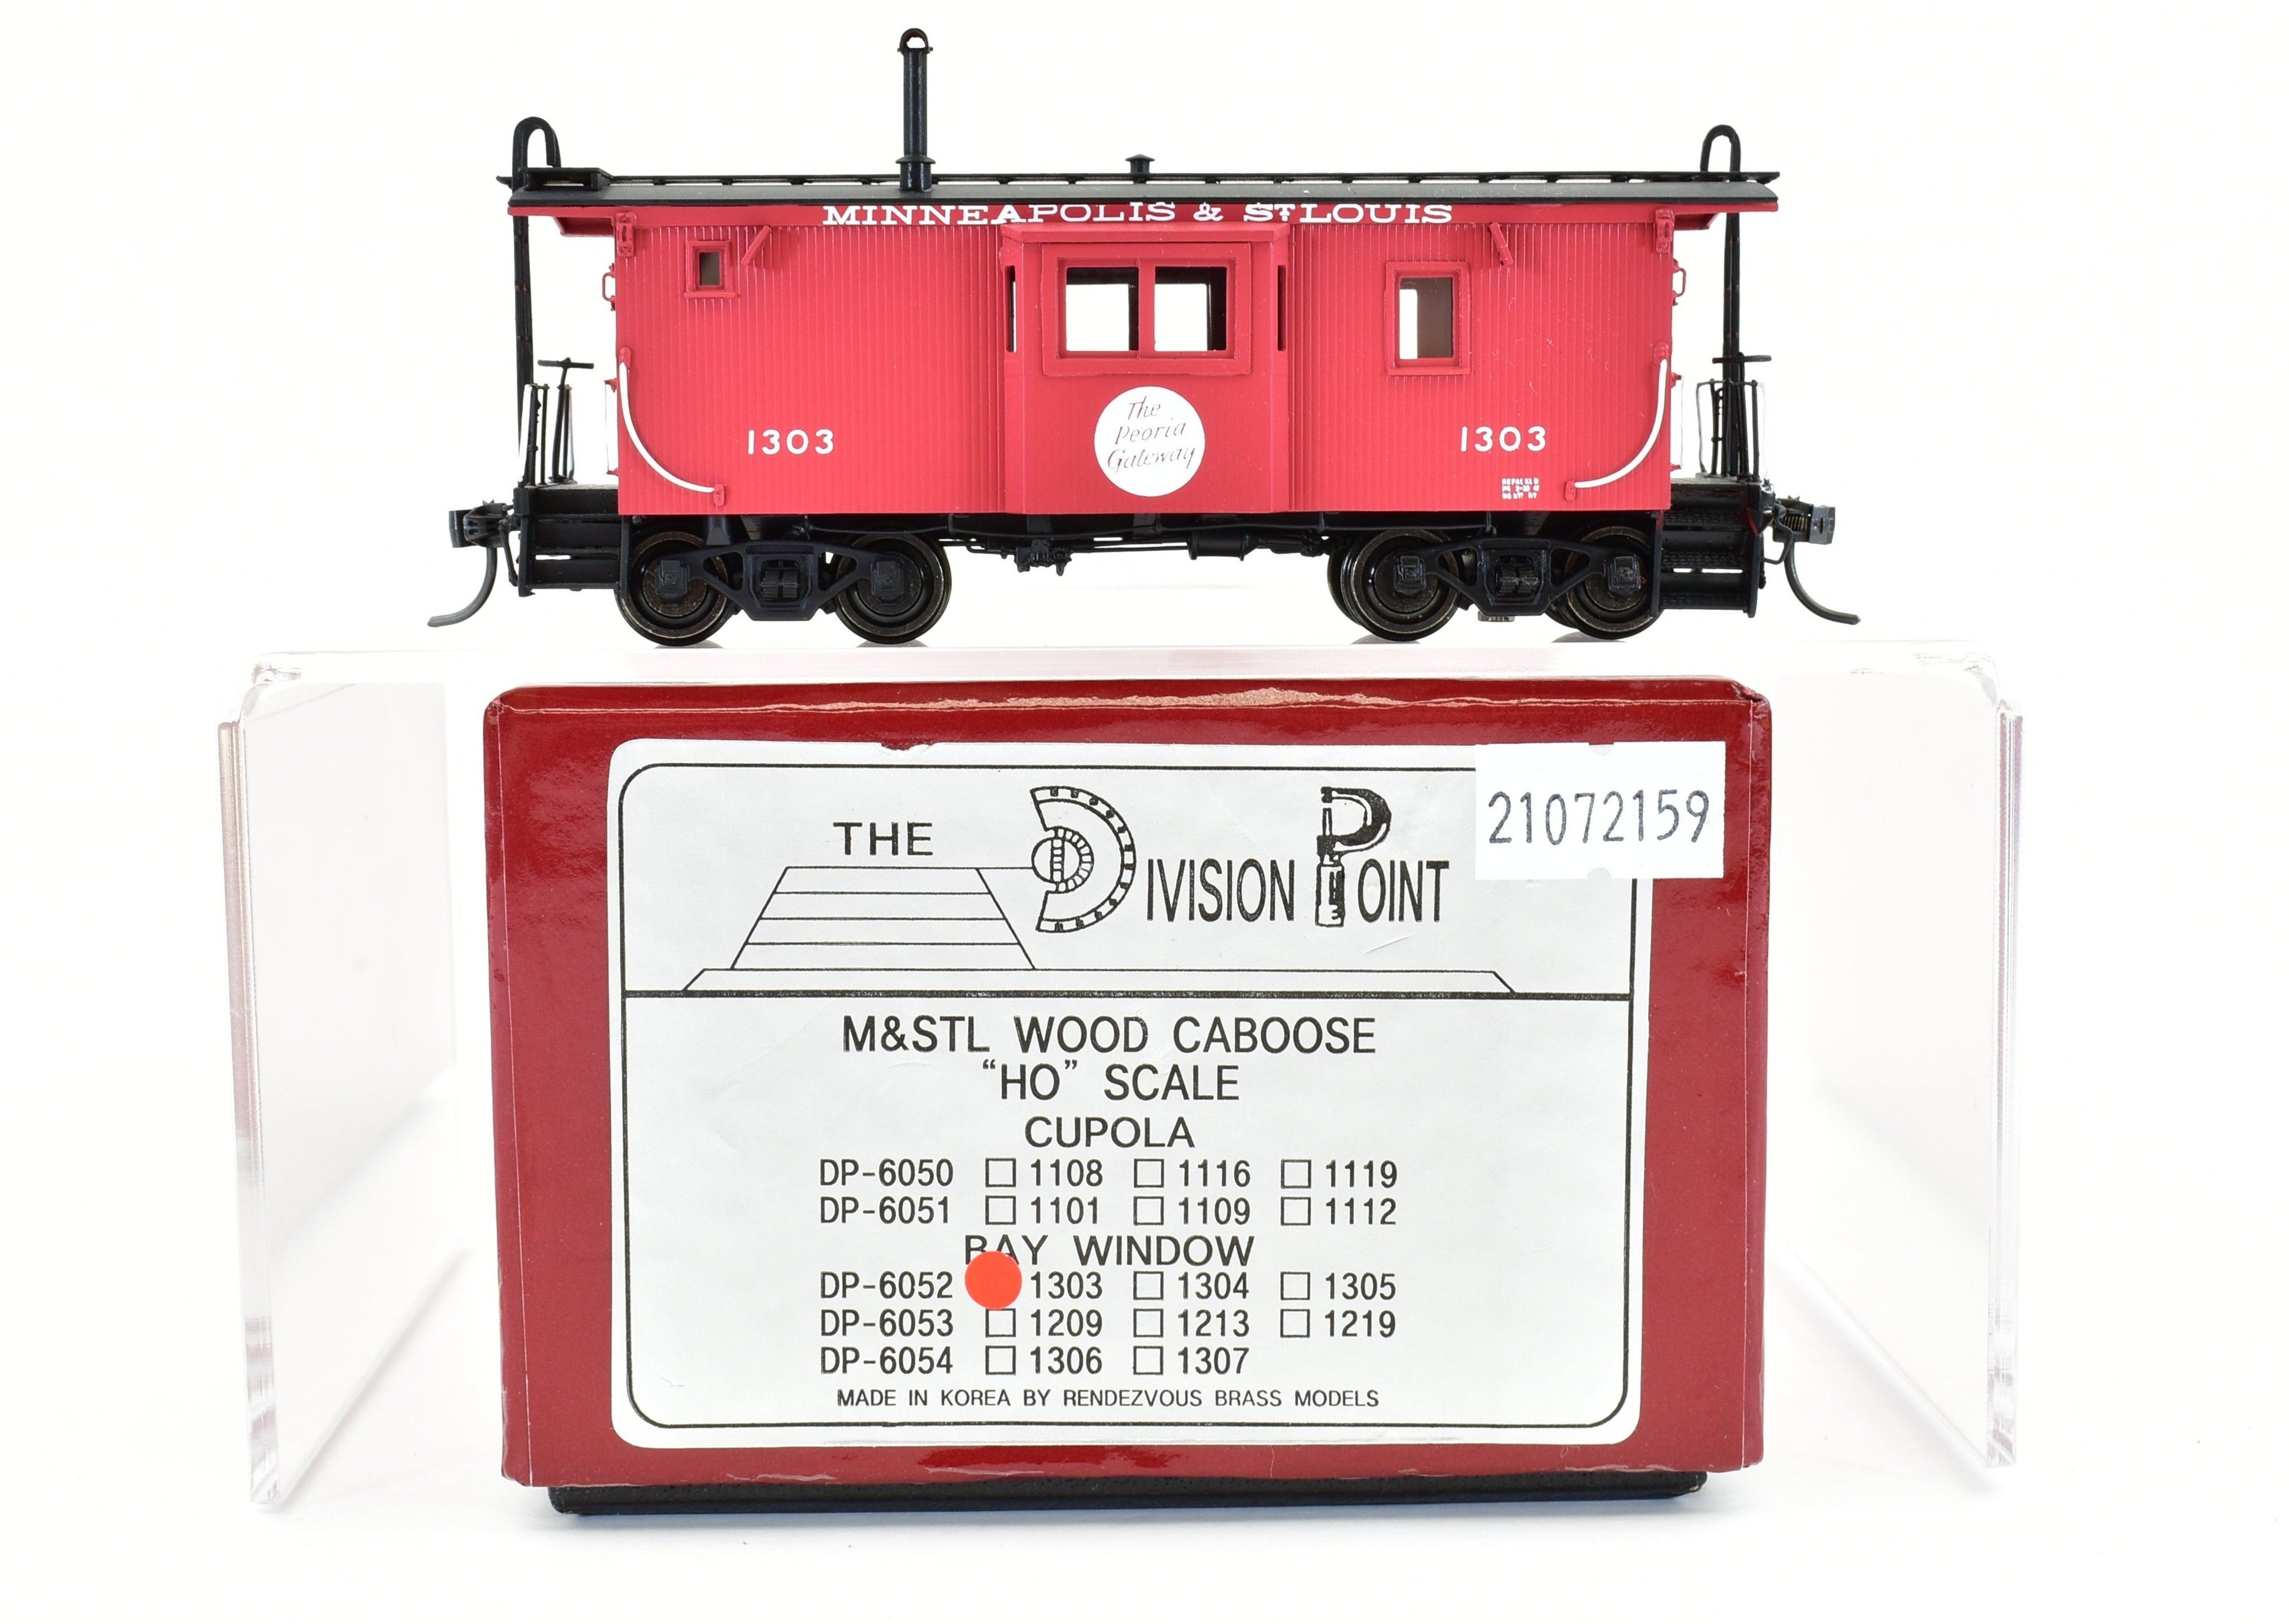 MINNEAPOLIS & ST LOUIS
1303
1303
The
Peoria
Gateway
21072159
THE DIVISION POINT
M&STL WOOD CABOOSE
“HO” SCALE
CUPOLA
DP-6050 □ 1108 □ 1116 □ 1119
DP-6051 □ 1101 □ 1109 □ 1112
BAY WINDOW
DP-6052 1303 □ 1304 □ 1305
DP-6053 □ 1209 □ 1213 □ 1219
DP-6054 □ 1306 □ 1307
MADE IN KOREA BY RENDEZVOUS BRASS MODELS